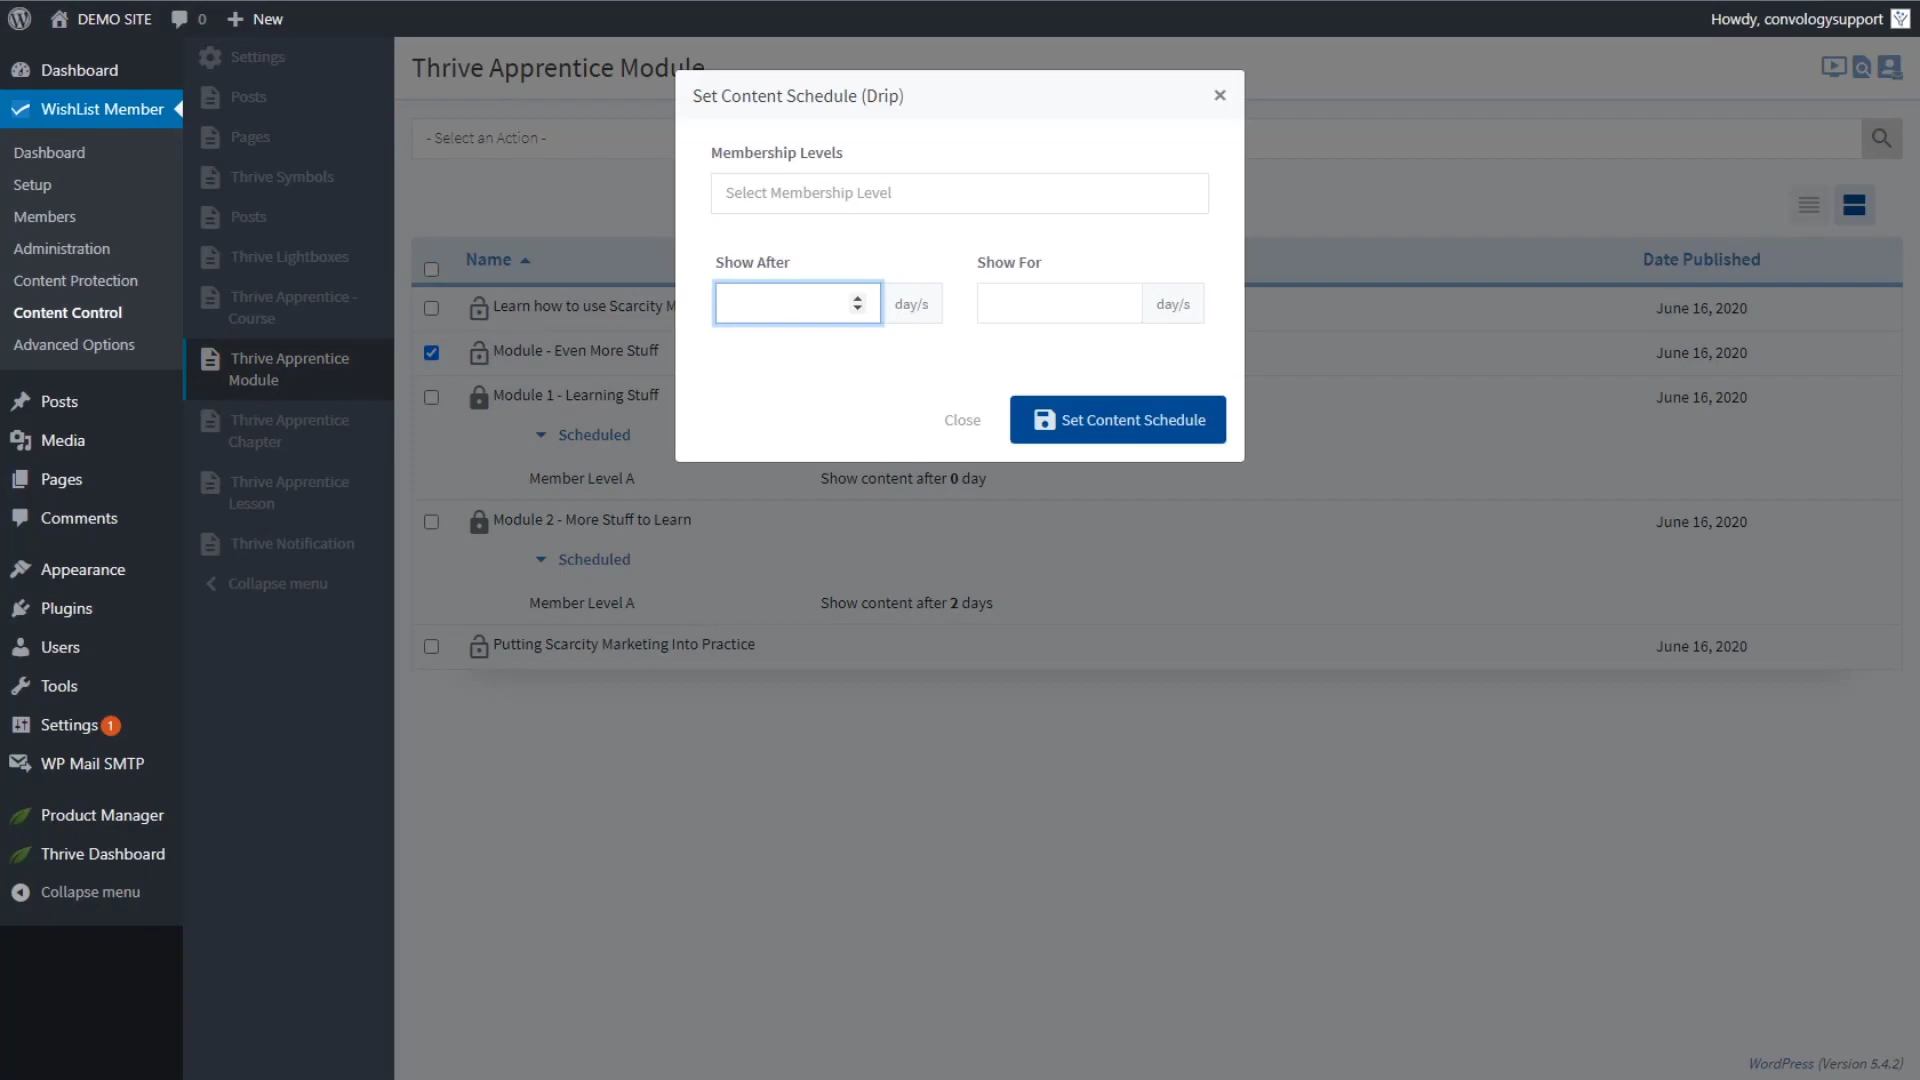 DEMO SITE
0
New
Howdy, convologysupport
Dashboard
WishList Member
Dashboard
Setup
Members
Administration
Content Protection
Content Control
Advanced Options
Posts
Media
Pages
Comments
Appearance
Plugins
Users
Tools
Settings 1
WP Mail SMTP
Product Manager
Thrive Dashboard
Collapse menu
Settings
Posts
Pages
Thrive Symbols
Posts
Thrive Lightboxes
Thrive Apprentice -
Course
Thrive Apprentice
Module
Thrive Apprentice
Chapter
Thrive Apprentice
Lesson
Thrive Notification
Collapse menu
Thrive Apprentice Module
- Select an Action -
Set Content Schedule (Drip)
×
Membership Levels
Select Membership Level
Show After
Show For
day/s
day/s
Close
Set Content Schedule
Name
Date Published
Learn how to use Scarcity M
June 16, 2020
Module - Even More Stuff
June 16, 2020
Module 1 - Learning Stuff
June 16, 2020
Scheduled
Member Level A
Show content after 0 day
Module 2 - More Stuff to Learn
June 16, 2020
Scheduled
Member Level A
Show content after 2 days
Putting Scarcity Marketing Into Practice
June 16, 2020
WordPress (Version 5.4.2)